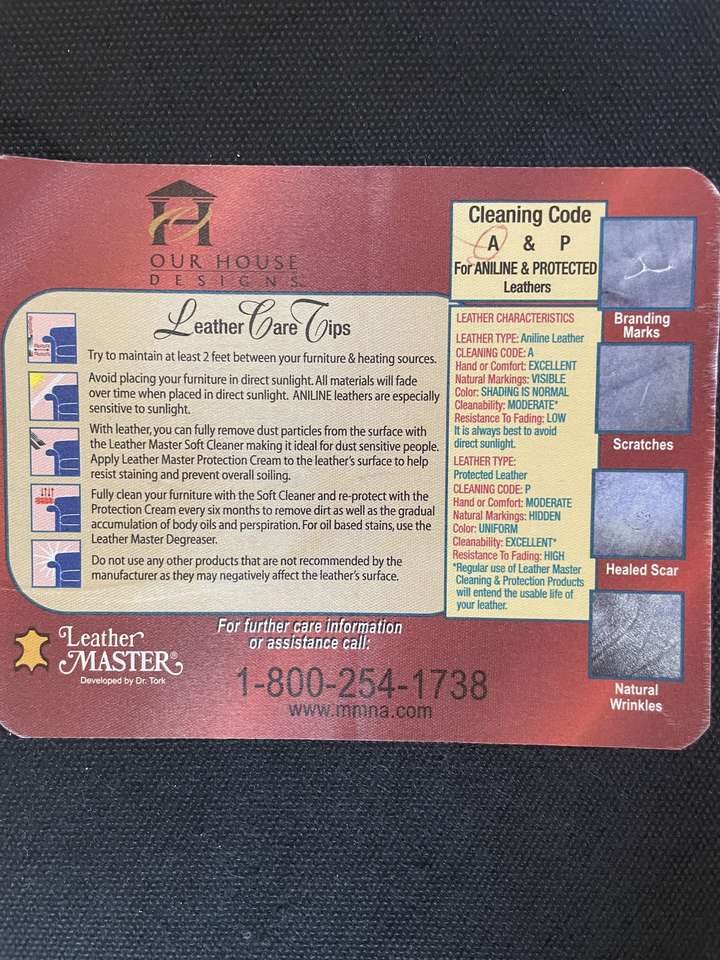 OUR HOUSE
DESIGNS
Leather Care Tips
Try to maintain at least 2 feet between your furniture & heating sources.
Avoid placing your furniture in direct sunlight. All materials will fade
over time when placed in direct sunlight. ANILINE leathers are especially
sensitive to sunlight.
With leather, you can fully remove dust particles from the surface with
the Leather Master Soft Cleaner making it ideal for dust sensitive people.
Apply Leather Master Protection Cream to the leather's surface to help
resist staining and prevent overall soiling.
Fully clean your furniture with the Soft Cleaner and re-protect with the
Protection Cream every six months to remove dirt as well as the gradual
accumulation of body oils and perspiration. For oil based stains, use the
Leather Master Degreaser.
Do not use any other products that are not recommended by the
manufacturer as they may negatively affect the leather's surface.
Leather
MASTER®
Developed by Dr. Tork
For further care information
or assistance call:
1-800-254-1738
www.mmna.com
Cleaning Code
A & P
For ANILINE & PROTECTED
Leathers
LEATHER CHARACTERISTICS
LEATHER TYPE: Aniline Leather
CLEANING CODE: A
Hand or Comfort: EXCELLENT
Natural Markings: VISIBLE
Color: SHADING IS NORMAL
Cleanability: MODERATE*
Resistance To Fading: LOW
It is always best to avoid
direct sunlight.
LEATHER TYPE:
Protected Leather
CLEANING CODE: P
Hand or Comfort: MODERATE
Natural Markings: HIDDEN
Color: UNIFORM
Cleanability: EXCELLENT*
Resistance To Fading: HIGH
*Regular use of Leather Master
Cleaning & Protection Products
will entend the usable life of
your leather.
Branding
Marks
Scratches
Healed Scar
Natural
Wrinkles